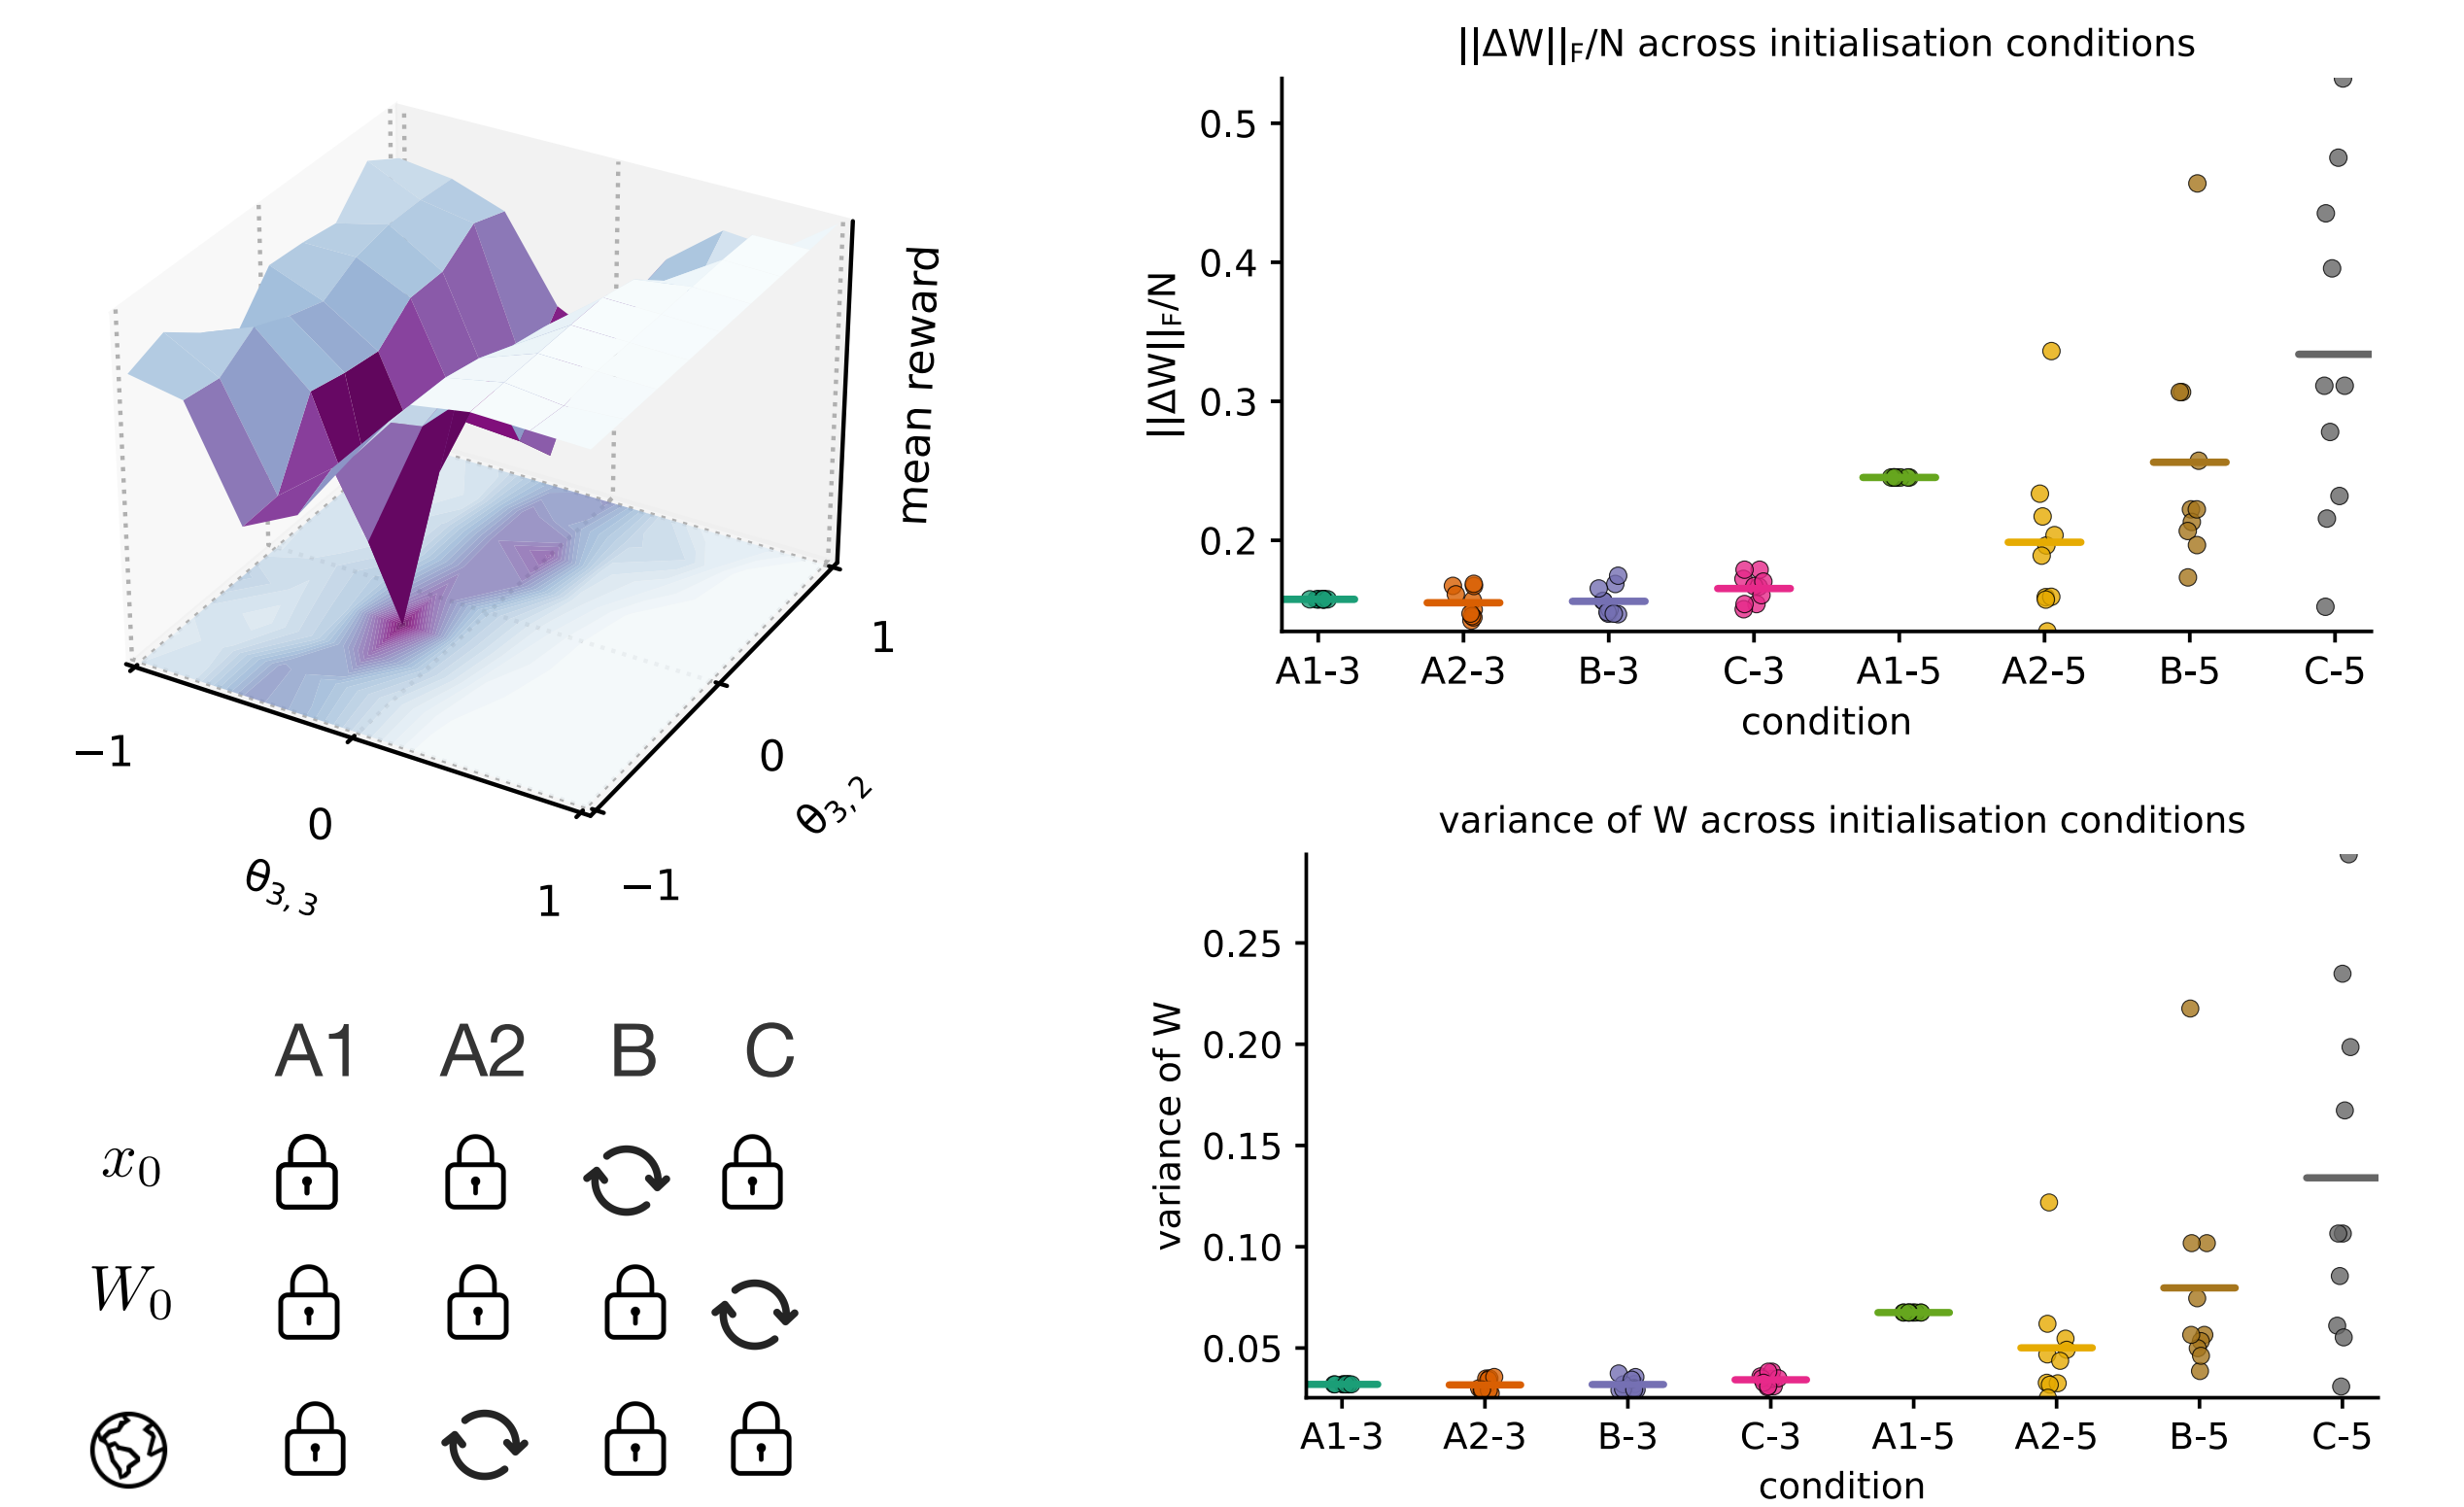 mean reward
−1
0
1
θ3, 3
−1
0
1
θ3, 2
||ΔW||F/N across initialisation conditions
||ΔW||F/N
0.5
0.4
0.3
0.2
A1-3 A2-3 B-3 C-3 A1-5 A2-5 B-5 C-5
condition
variance of W across initialisation conditions
variance of W
0.25
0.20
0.15
0.10
0.05
A1-3 A2-3 B-3 C-3 A1-5 A2-5 B-5 C-5
condition
A1 A2 B C
x0
W0